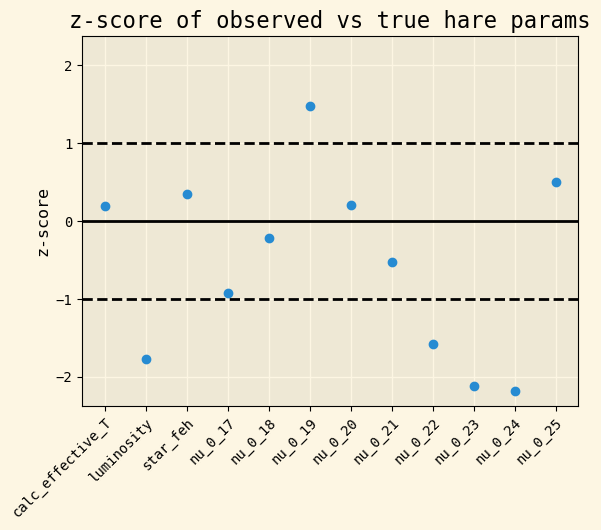 z-score of observed vs true hare params
z-score
2
1
0
−1
−2
calc_effective_T
luminosity
star_feh
nu_0_17
nu_0_18
nu_0_19
nu_0_20
nu_0_21
nu_0_22
nu_0_23
nu_0_24
nu_0_25